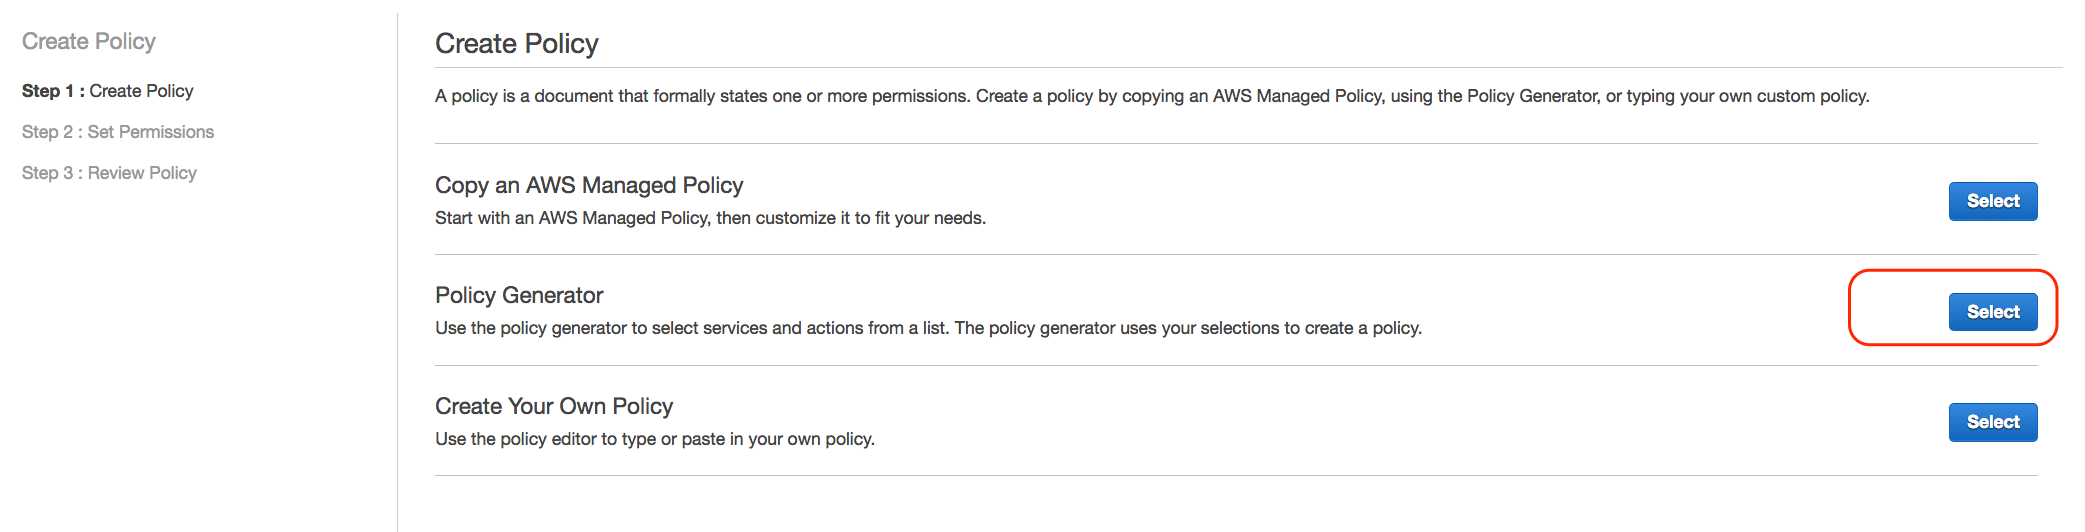 Create Policy
Step 1 : Create Policy
Step 2 : Set Permissions
Step 3 : Review Policy
Create Policy
A policy is a document that formally states one or more permissions. Create a policy by copying an AWS Managed Policy, using the Policy Generator, or typing your own custom policy.
Copy an AWS Managed Policy
Start with an AWS Managed Policy, then customize it to fit your needs.
Select
Policy Generator
Use the policy generator to select services and actions from a list. The policy generator uses your selections to create a policy.
Select
Create Your Own Policy
Use the policy editor to type or paste in your own policy.
Select